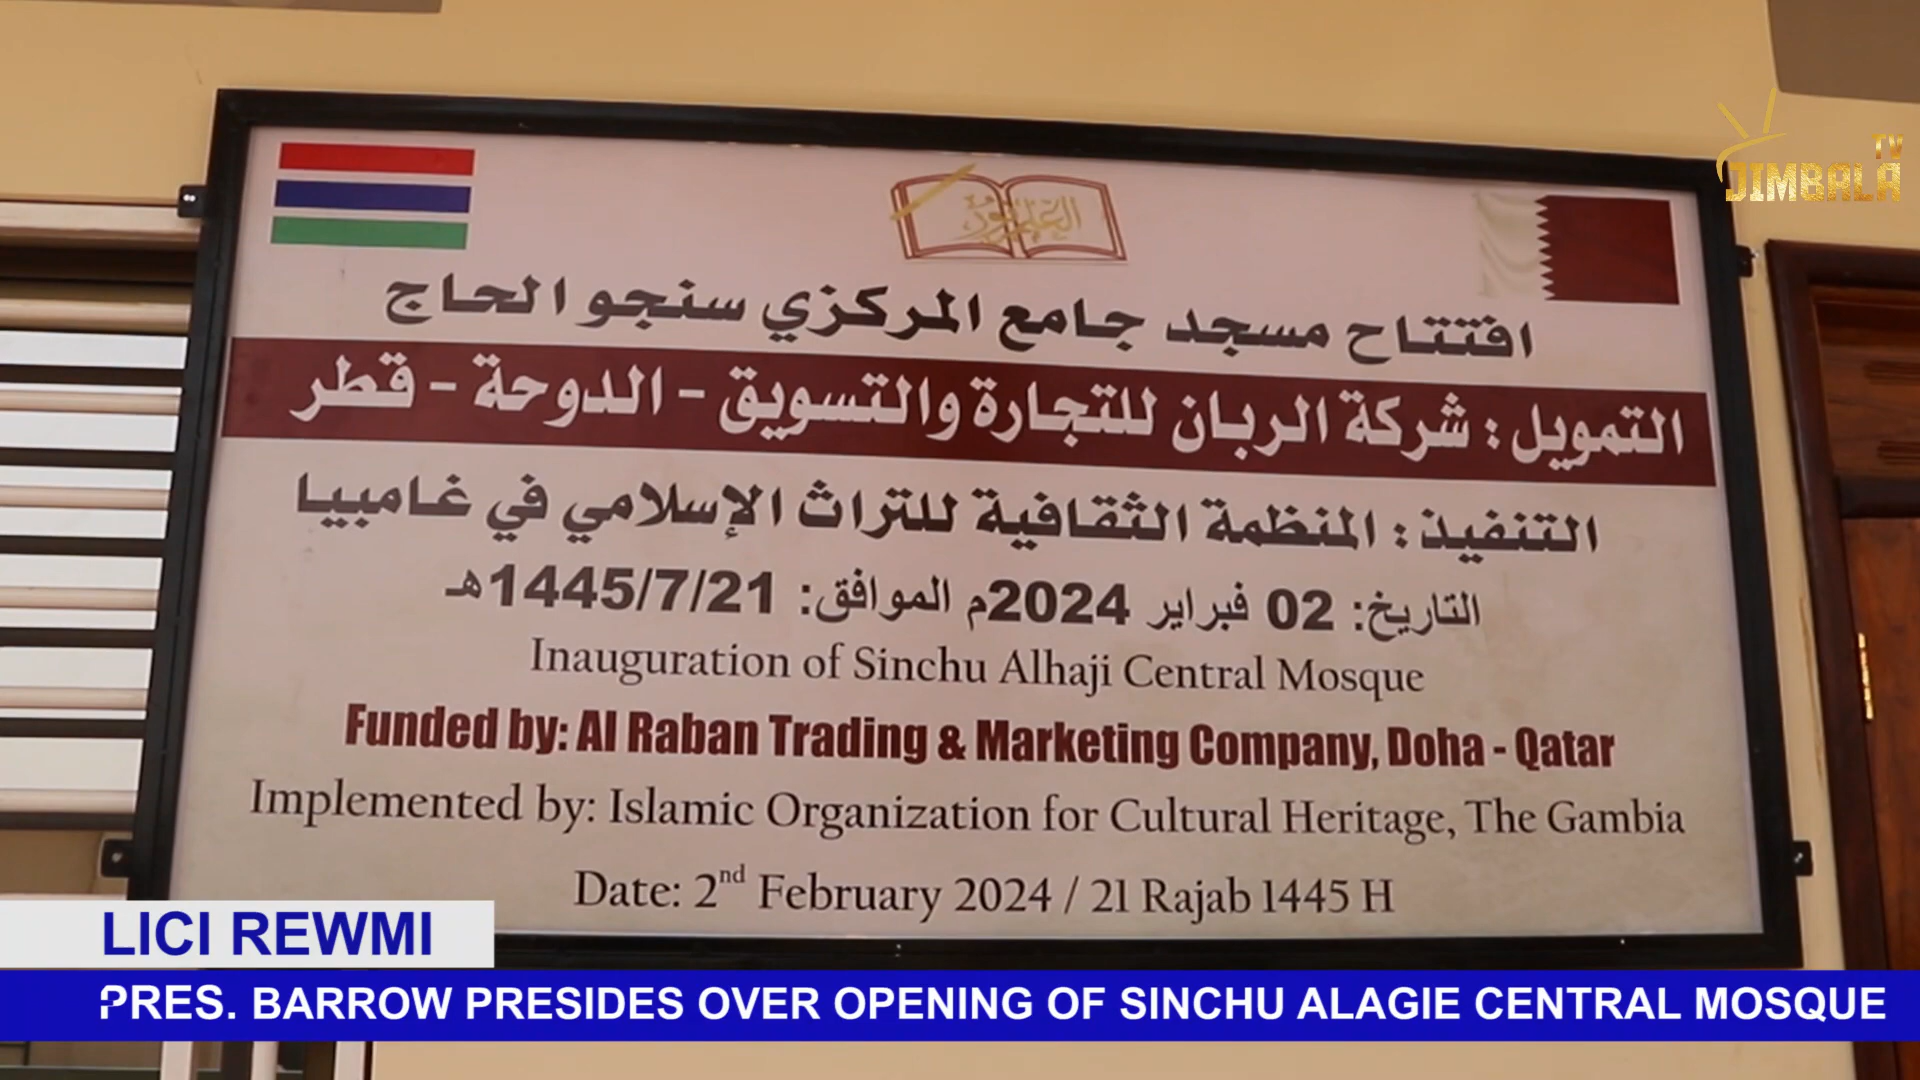 TV
JIMBALA
افتتاح مسجد جامع المركزي سنجو الحاج
التمويل : شركة الربان للتجارة والتسويق - الدوحة - قطر
التنفيذ : المنظمة الثقافية للتراث الإسلامي في غامبيا
التاريخ: 02 فبراير 2024م الموافق: 1445/7/21هـ
Inauguration of Sinchu Alhaji Central Mosque
Funded by: Al Raban Trading & Marketing Company, Doha - Qatar
Implemented by: Islamic Organization for Cultural Heritage, The Gambia
Date: 2nd February 2024 / 21 Rajab 1445 H
LICI REWMI
PRES. BARROW PRESIDES OVER OPENING OF SINCHU ALAGIE CENTRAL MOSQUE